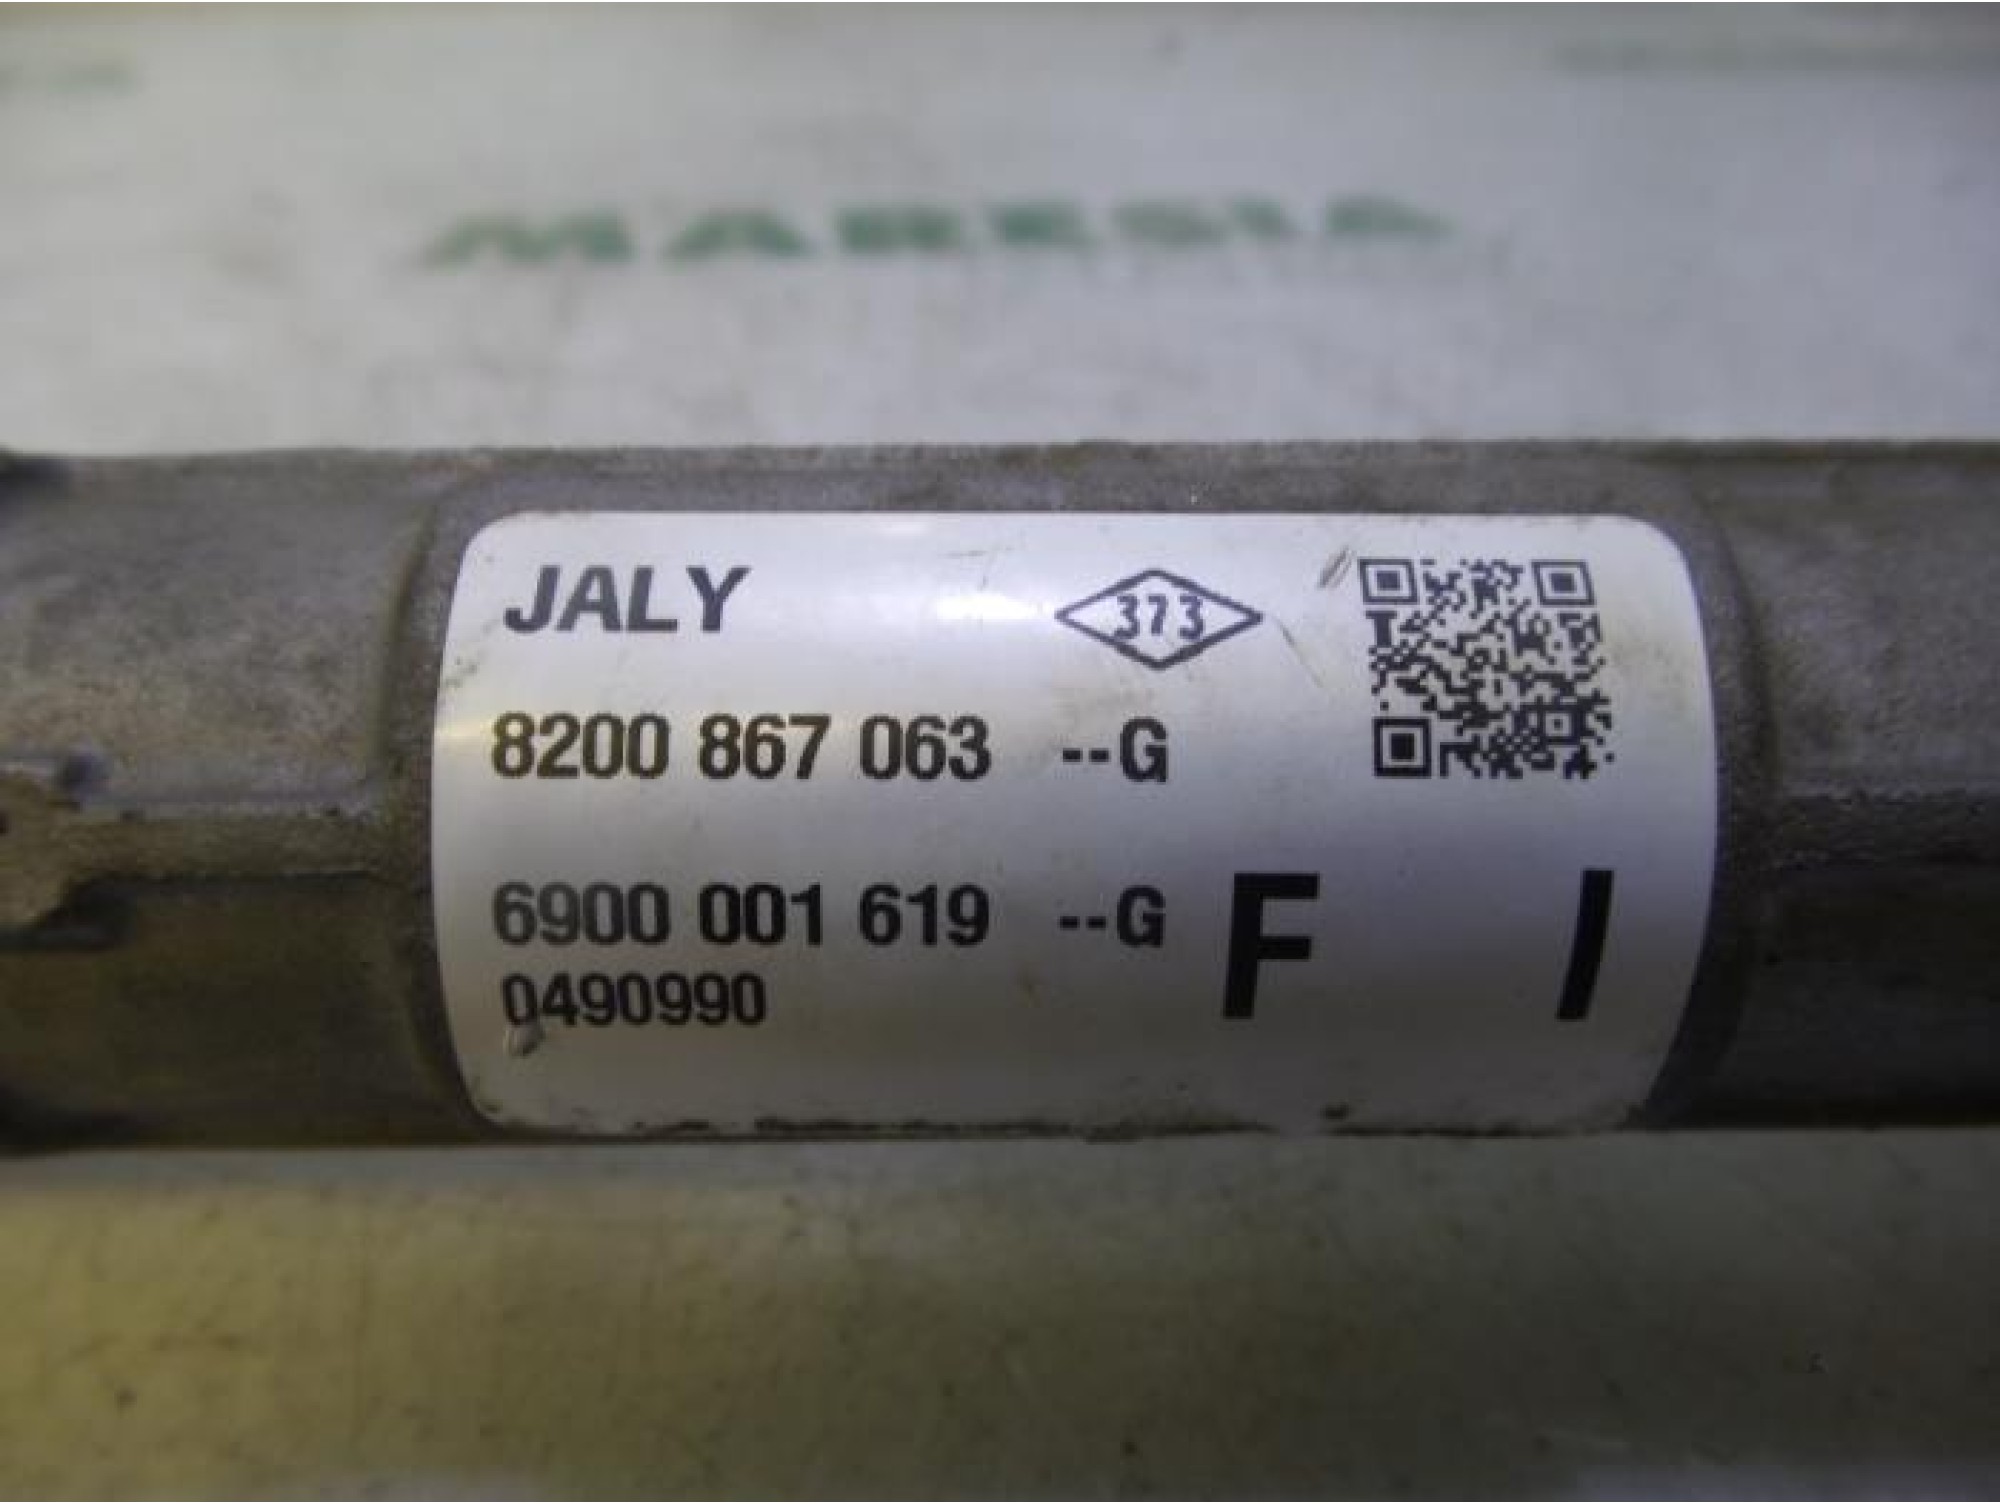 JALY 373
8200 867 063 --G
6900 001 619 --G F I
0490990